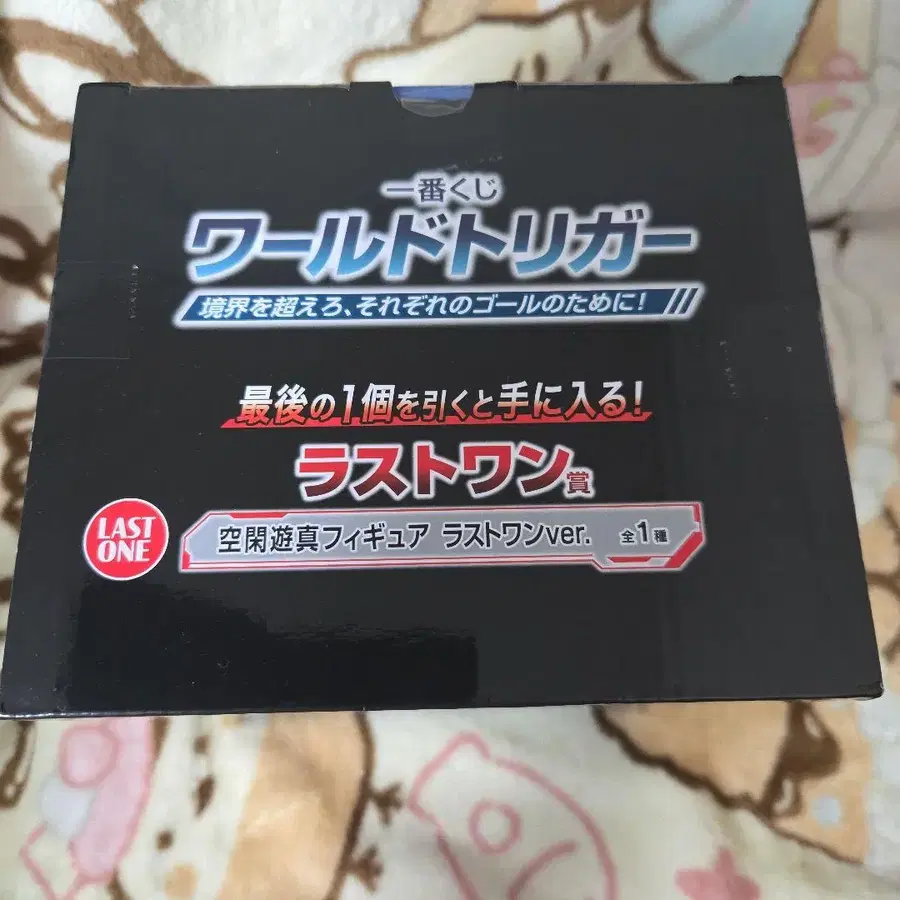 一番くじ
ワールドトリガー
境界を超えろ、それぞれのゴールのために!
最後の1個を引くと手に入る!
ラストワン賞
LAST
ONE
空閑遊真フィギュア ラストワンver. 全1種